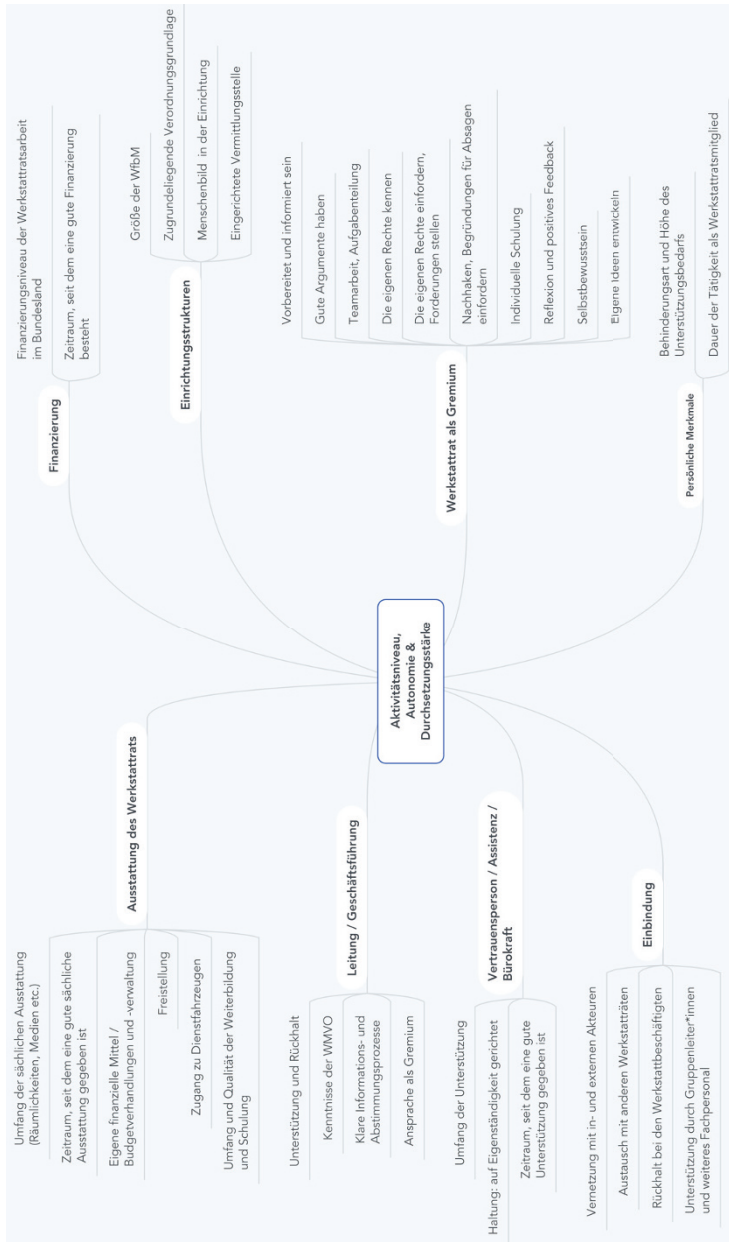 Aktivitätsniveau,
Autonomie &
Durchsetzungsstärke
Ausstattung des Werkstattrats
Umfang der sächlichen Ausstattung
(Räumlichkeiten, Medien etc.)
Zeitraum, seit dem eine gute sächliche
Ausstattung gegeben ist
Eigene finanzielle Mittel /
Budgetverhandlungen und -verwaltung
Freistellung
Zugang zu Dienstfahrzeugen
Umfang und Qualität der Weiterbildung
und Schulung
Leitung / Geschäftsführung
Unterstützung und Rückhalt
Kenntnisse der WMVO
Klare Informations- und
Abstimmungsprozesse
Ansprache als Gremium
Vertrauensperson / Assistenz /
Bürokraft
Umfang der Unterstützung
Haltung: auf Eigenständigkeit gerichtet
Zeitraum, seit dem eine gute
Unterstützung gegeben ist
Einbindung
Vernetzung mit in- und externen Akteuren
Austausch mit anderen Werkstatträten
Rückhalt bei den Werkstattbeschäftigten
Unterstützung durch Gruppenleiter*innen
und weiteres Fachpersonal
Finanzierung
Finanzierungsniveau der Werkstattratsarbeit
im Bundesland
Zeitraum, seit dem eine gute Finanzierung
besteht
Einrichtungsstrukturen
Größe der WfbM
Zugrundeliegende Verordnungsgrundlage
Menschenbild in der Einrichtung
Eingerichtete Vermittlungsstelle
Werkstattrat als Gremium
Vorbereitet und informiert sein
Gute Argumente haben
Teamarbeit, Aufgabenteilung
Die eigenen Rechte kennen
Die eigenen Rechte einfordern,
Forderungen stellen
Nachhaken, Begründungen für Absagen
einfordern
Individuelle Schulung
Reflexion und positives Feedback
Selbstbewusstsein
Eigene Ideen entwickeln
Persönliche Merkmale
Behinderungsart und Höhe des
Unterstützungsbedarfs
Dauer der Tätigkeit als Werkstattratsmitglied